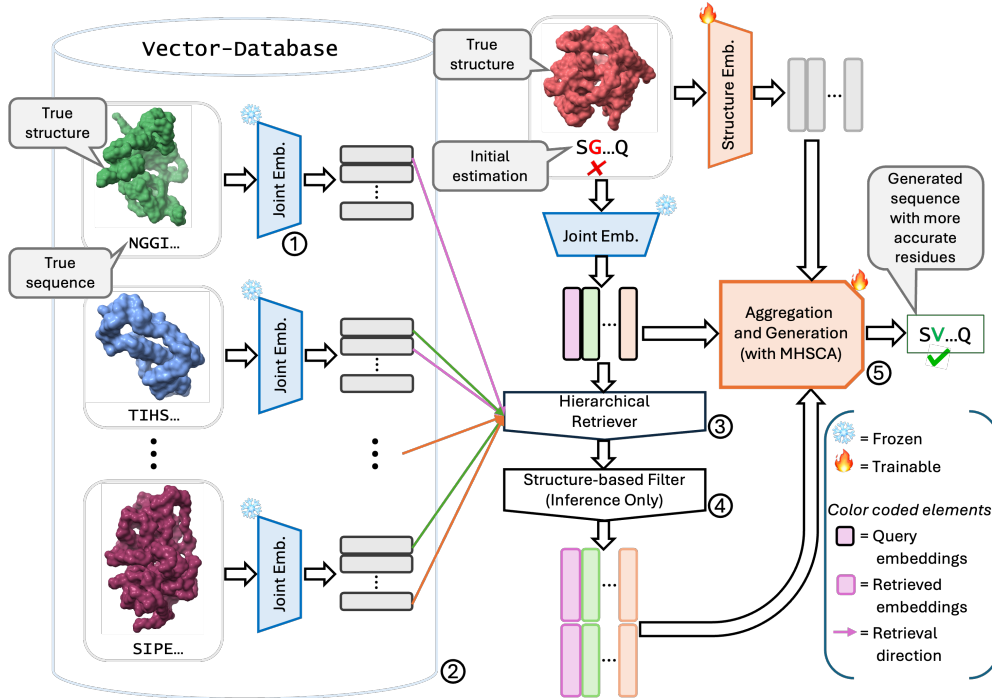 Vector-Database
True
structure
NGGI...
Joint Emb.
①
True
sequence
TIHS...
Joint Emb.
SIPE...
Joint Emb.
②
True
structure
Initial
estimation
SG...Q
Structure Emb.
Joint Emb.
Hierarchical
Retriever
③
Structure-based Filter
(Inference Only)
④
Aggregation
and Generation
(with MHSCA)
⑤
Generated
sequence
with more
accurate
residues
SV...Q
= Frozen
= Trainable
Color coded elements
= Query
embeddings
= Retrieved
embeddings
= Retrieval
direction